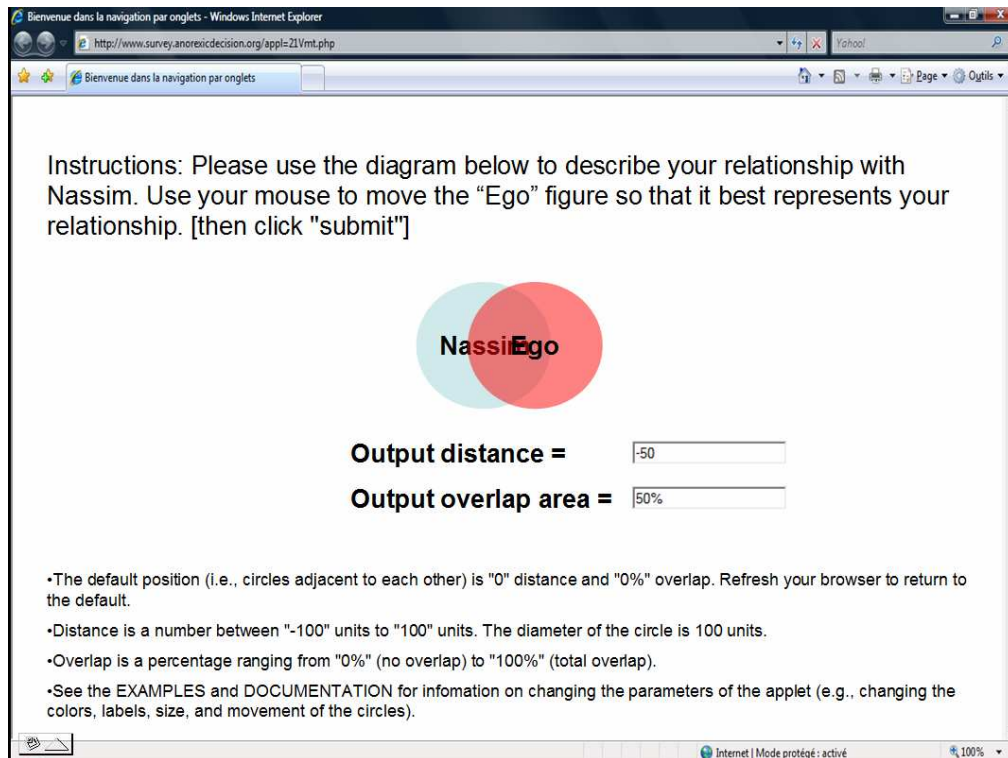 Bienvenue dans la navigation par onglets - Windows Internet Explorer
http://www.survey.anorexicdecision.org/appl=21Vmt.php
Yahoo!
Bienvenue dans la navigation par onglets
Page
Outils
Instructions: Please use the diagram below to describe your relationship with
Nassim. Use your mouse to move the “Ego” figure so that it best represents your
relationship. [then click "submit"]
Nassim
Ego
Output distance =
-50
Output overlap area =
50%
•The default position (i.e., circles adjacent to each other) is "0" distance and "0%" overlap. Refresh your browser to return to
the default.
•Distance is a number between "-100" units to "100" units. The diameter of the circle is 100 units.
•Overlap is a percentage ranging from "0%" (no overlap) to "100%" (total overlap).
•See the EXAMPLES and DOCUMENTATION for infomation on changing the parameters of the applet (e.g., changing the
colors, labels, size, and movement of the circles).
Internet | Mode protégé : activé
100%